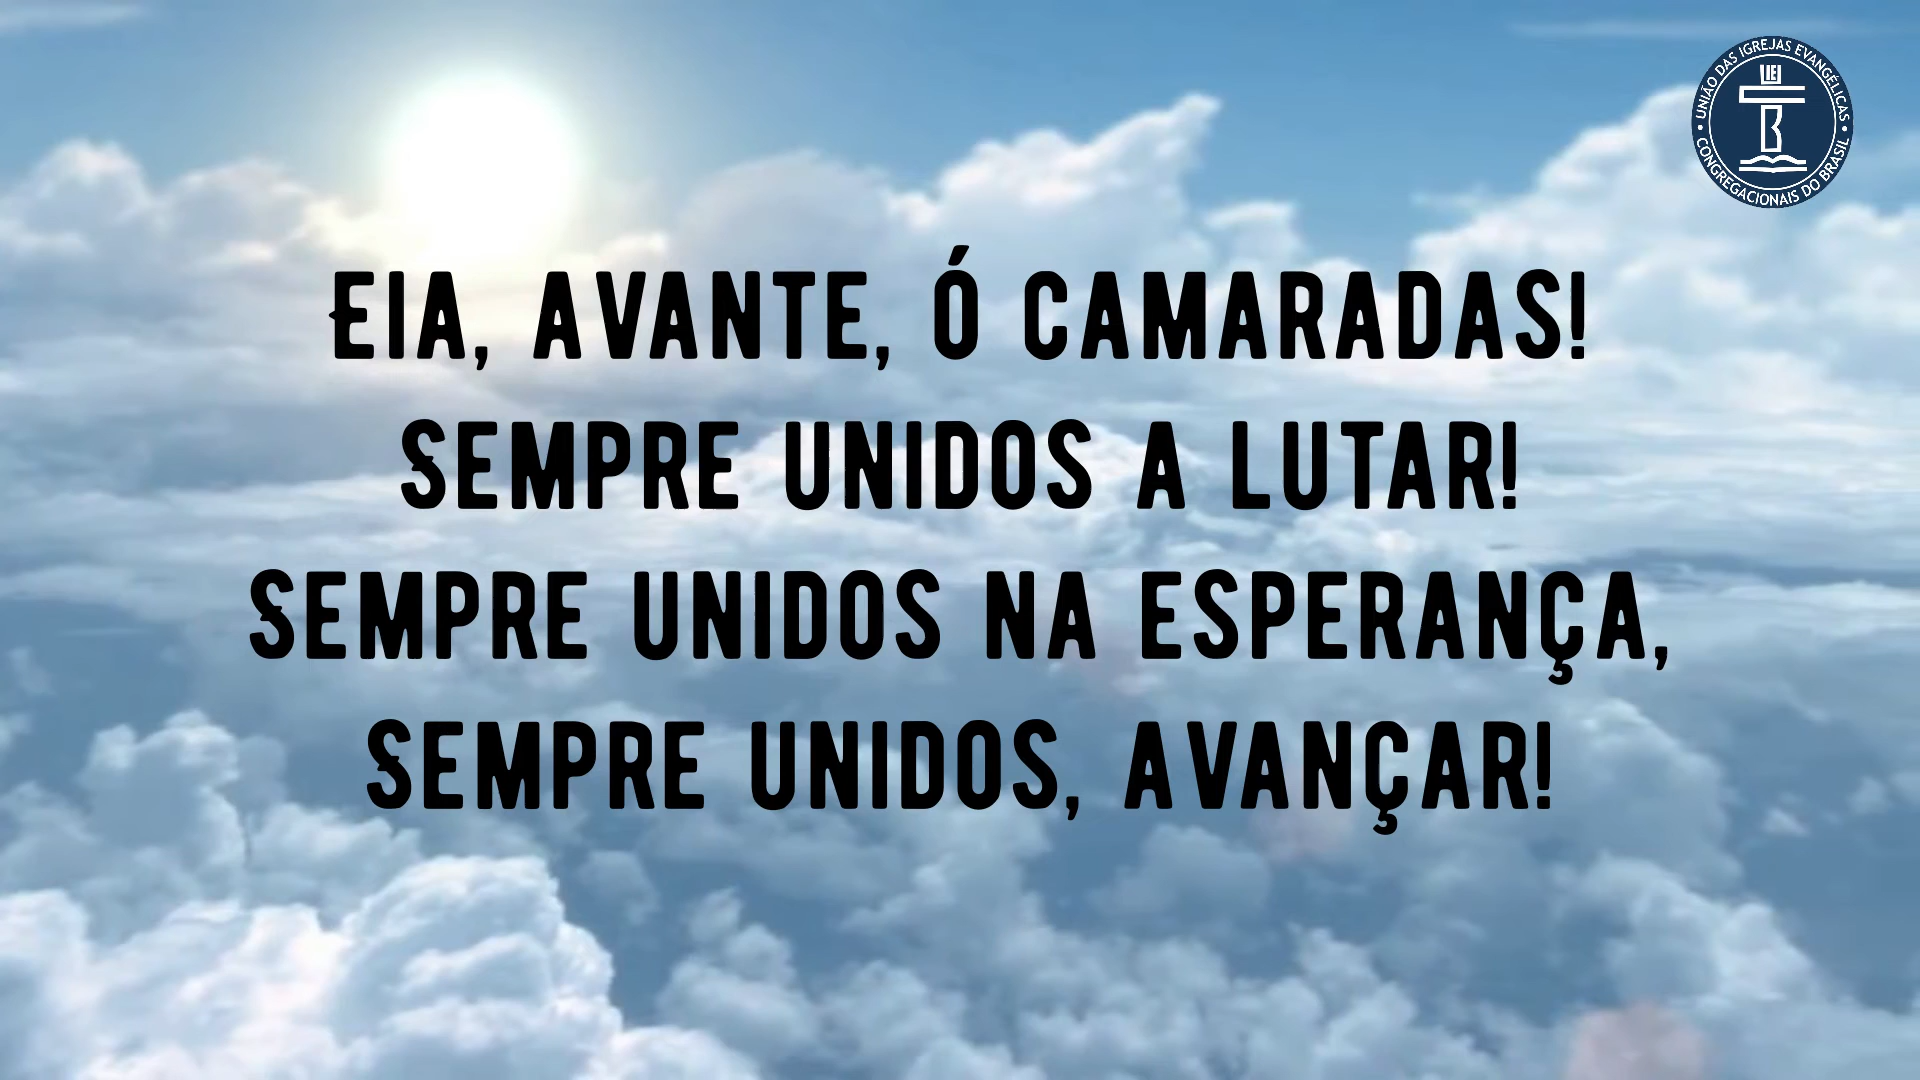 UNIÃO DAS IGREJAS EVANGÉLICAS
CONGREGACIONAIS DO BRASIL
EIA, AVANTE, Ó CAMARADAS!
SEMPRE UNIDOS A LUTAR!
SEMPRE UNIDOS NA ESPERANÇA,
SEMPRE UNIDOS, AVANÇAR!